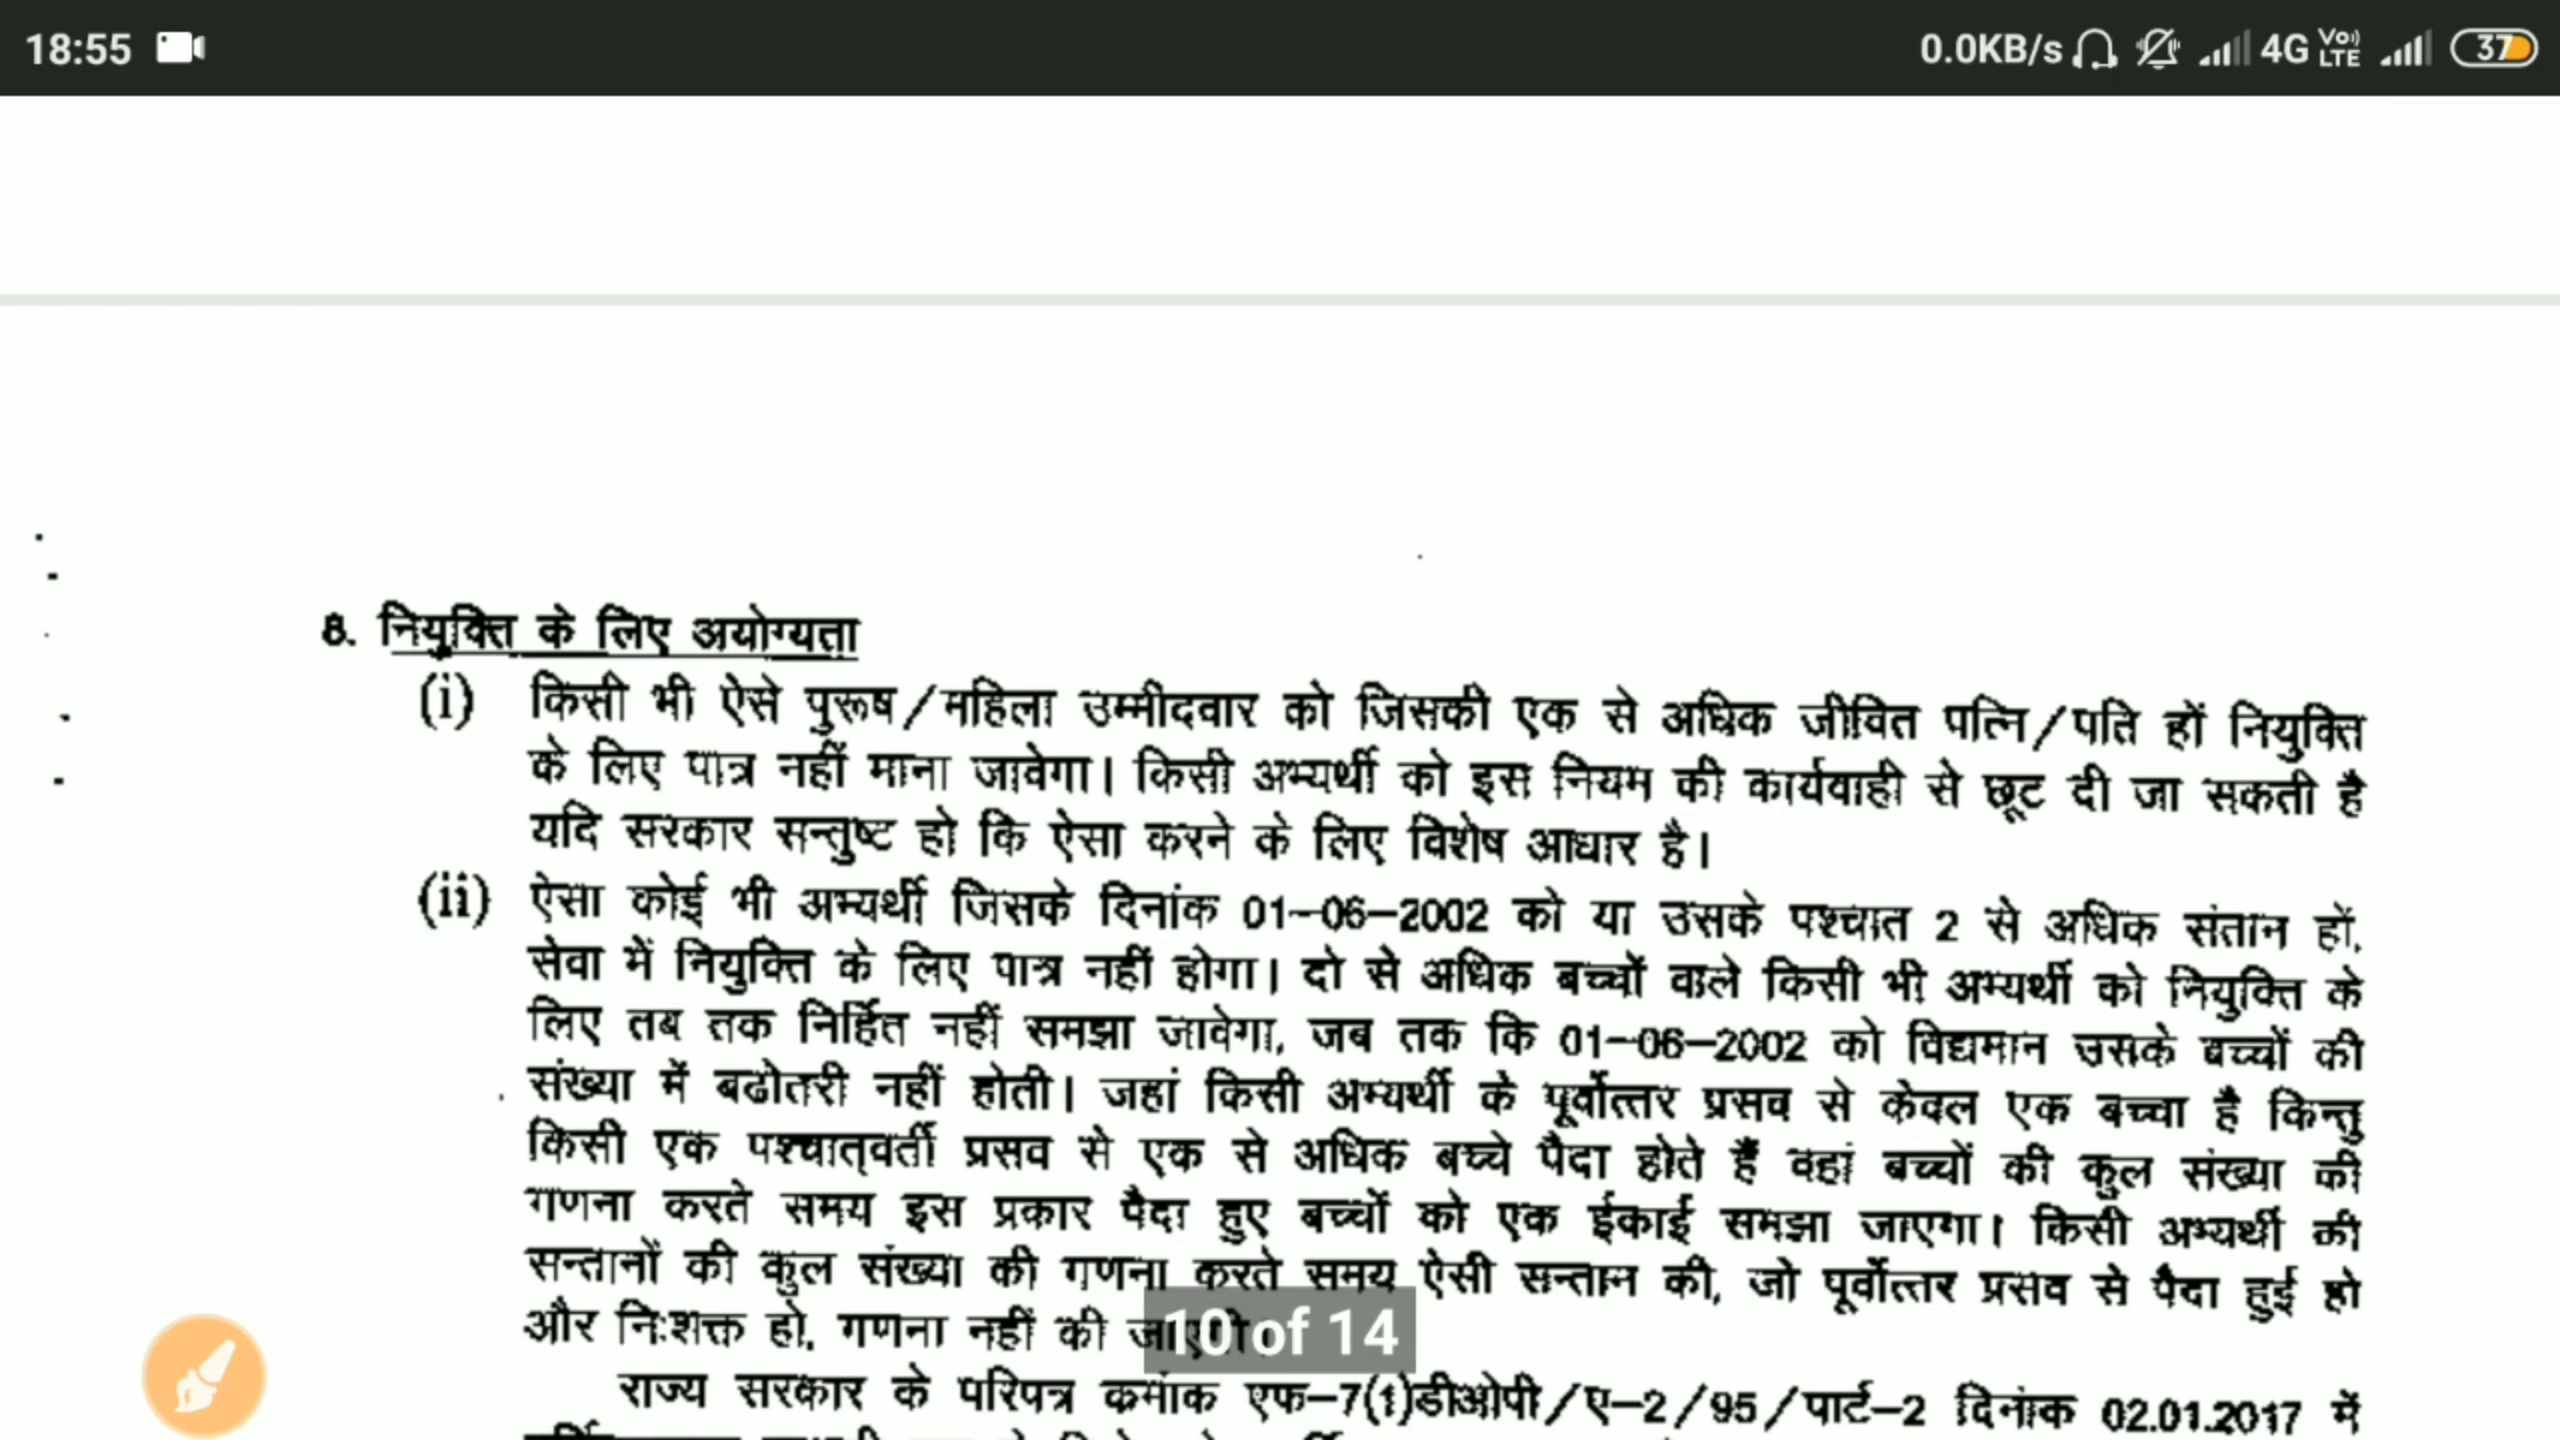 18:55 0.0KB/s 4G Vo) LTE 37
8. नियुक्ति के लिए अयोग्यता
(i) किसी भी ऐसे पुरूष/महिला उम्मीदवार को जिसकी एक से अधिक जीवित पत्नि/पति हों नियुक्ति
के लिए पात्र नहीं माना जावेगा। किसी अभ्यर्थी को इस नियम की कार्यवाही से छूट दी जा सकती है
यदि सरकार सन्तुष्ट हो कि ऐसा करने के लिए विशेष आधार है।
(ii) ऐसा कोई भी अभ्यर्थी जिसके दिनांक 01-06-2002 को या उसके पश्चात 2 से अधिक संतान हों,
सेवा में नियुक्ति के लिए पात्र नहीं होगा। दो से अधिक बच्चों वाले किसी भी अभ्यर्थी को नियुक्ति के
लिए तब तक निर्हित नहीं समझा जावेगा, जब तक कि 01-06-2002 को विद्यमान उसके बच्चों की
संख्या में बढोतरी नहीं होती। जहां किसी अभ्यर्थी के पूर्वोत्तर प्रसव से केवल एक बच्चा है किन्तु
किसी एक पश्चात्वर्ती प्रसव से एक से अधिक बच्चे पैदा होते हैं वहां बच्चों की कुल संख्या की
गणना करते समय इस प्रकार पैदा हुए बच्चों को एक ईकाई समझा जाएगा। किसी अभ्यर्थी की
सन्तानों की कुल संख्या की गणना करते समय ऐसी सन्तान की, जो पूर्वोत्तर प्रसव से पैदा हुई हो
और निःशक्त हो, गणना नहीं की
10 of 14
राज्य सरकार के परिपत्र क्रमांक एफ-7(1)डीओपी/ए-2/95/पार्ट-2 दिनांक 02.01.2017 में